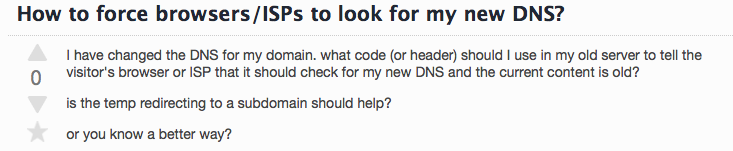 How to force browsers/ISPs to look for my new DNS?
I have changed the DNS for my domain. what code (or header) should I use in my old server to tell the
visitor's browser or ISP that it should check for my new DNS and the current content is old?
0
is the temp redirecting to a subdomain should help?
or you know a better way?